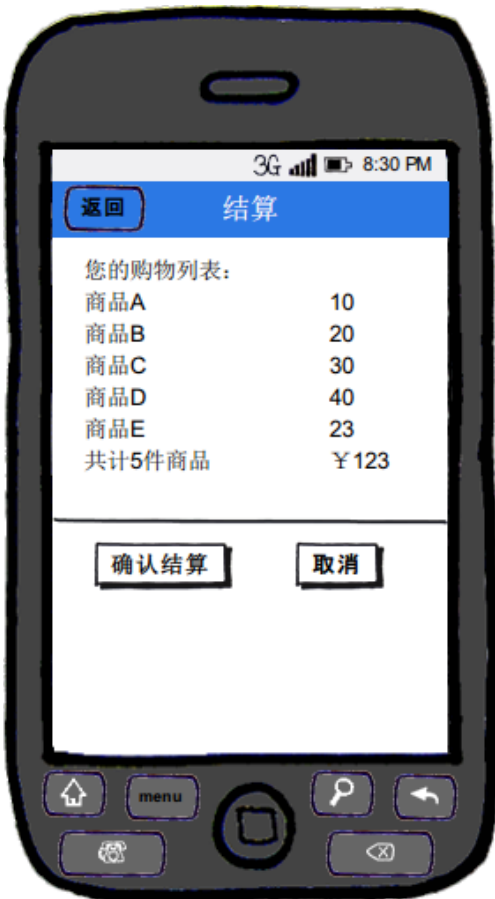 3G 8:30 PM
返回 结算
您的购物列表：
商品A 10
商品B 20
商品C 30
商品D 40
商品E 23
共计5件商品 ￥123
确认结算 取消
menu